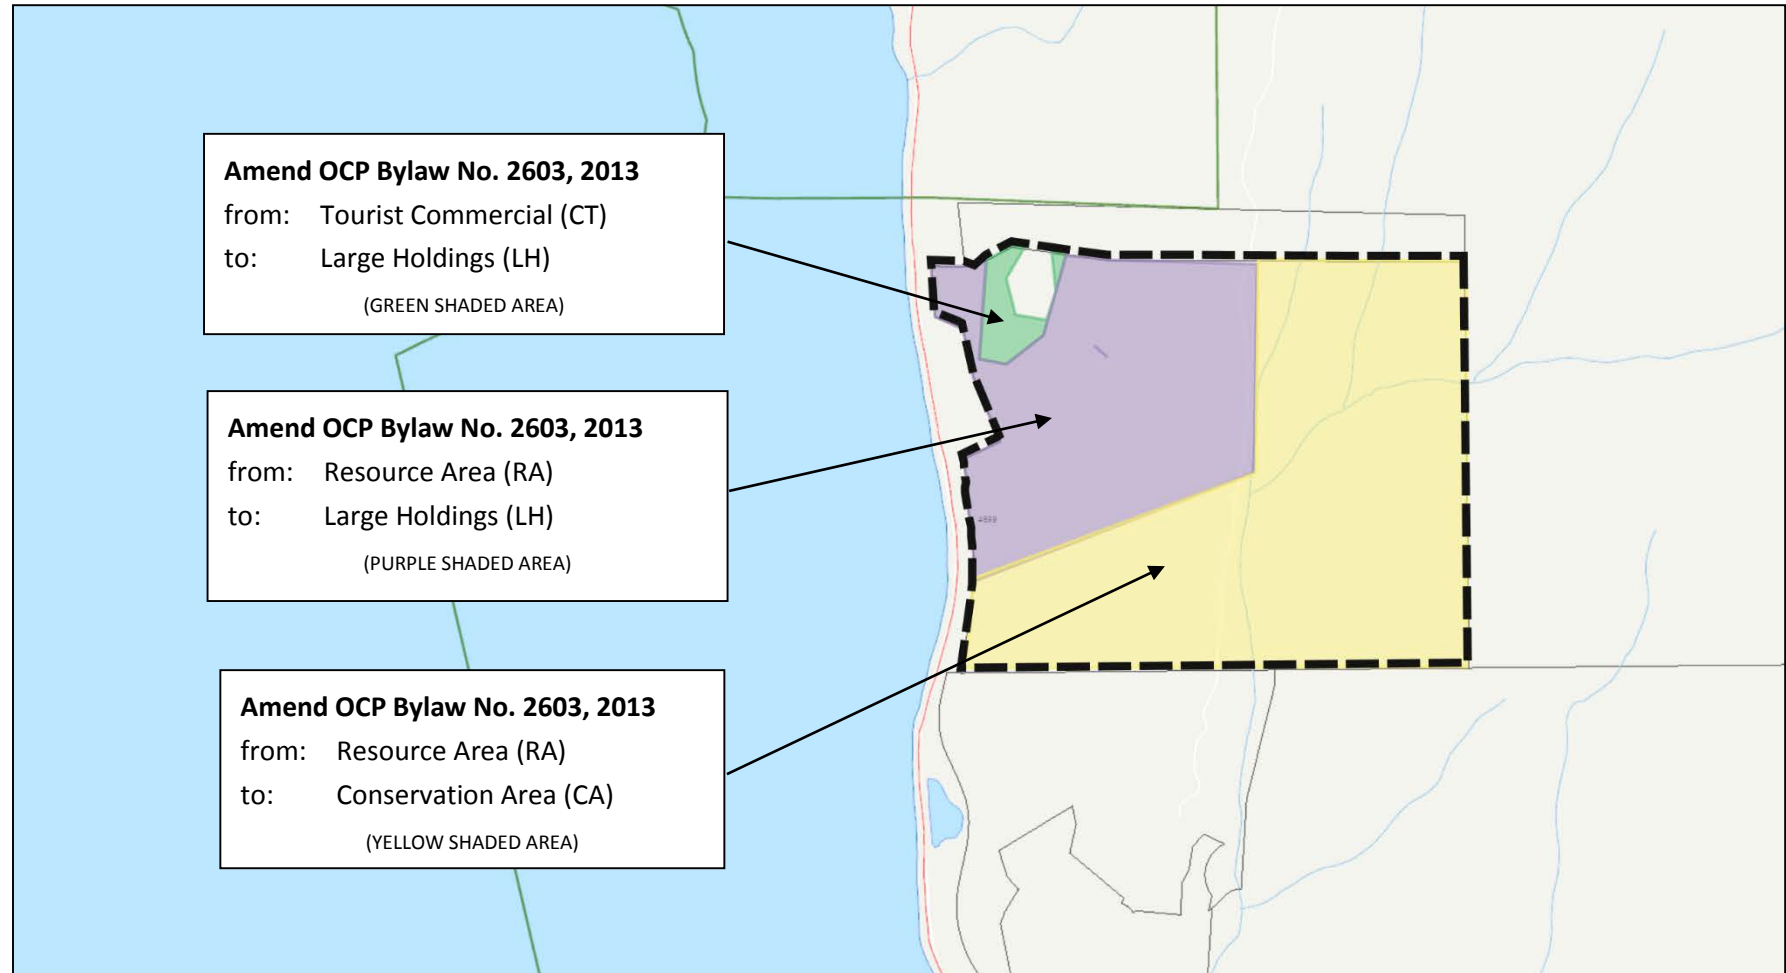 Amend OCP Bylaw No. 2603, 2013
from: Tourist Commercial (CT)
to: Large Holdings (LH)
(GREEN SHADED AREA)
Amend OCP Bylaw No. 2603, 2013
from: Resource Area (RA)
to: Large Holdings (LH)
(PURPLE SHADED AREA)
Amend OCP Bylaw No. 2603, 2013
from: Resource Area (RA)
to: Conservation Area (CA)
(YELLOW SHADED AREA)